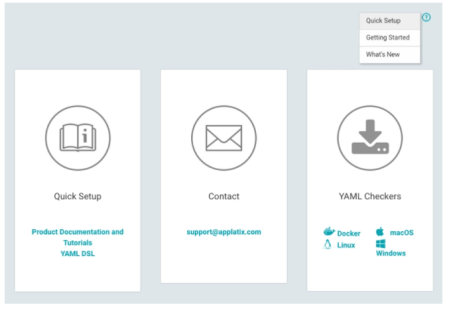 Quick Setup
Getting Started
What's New
Quick Setup
Product Documentation and
Tutorials
YAML DSL
Contact
support@applatix.com
YAML Checkers
Docker
macOS
Linux
Windows